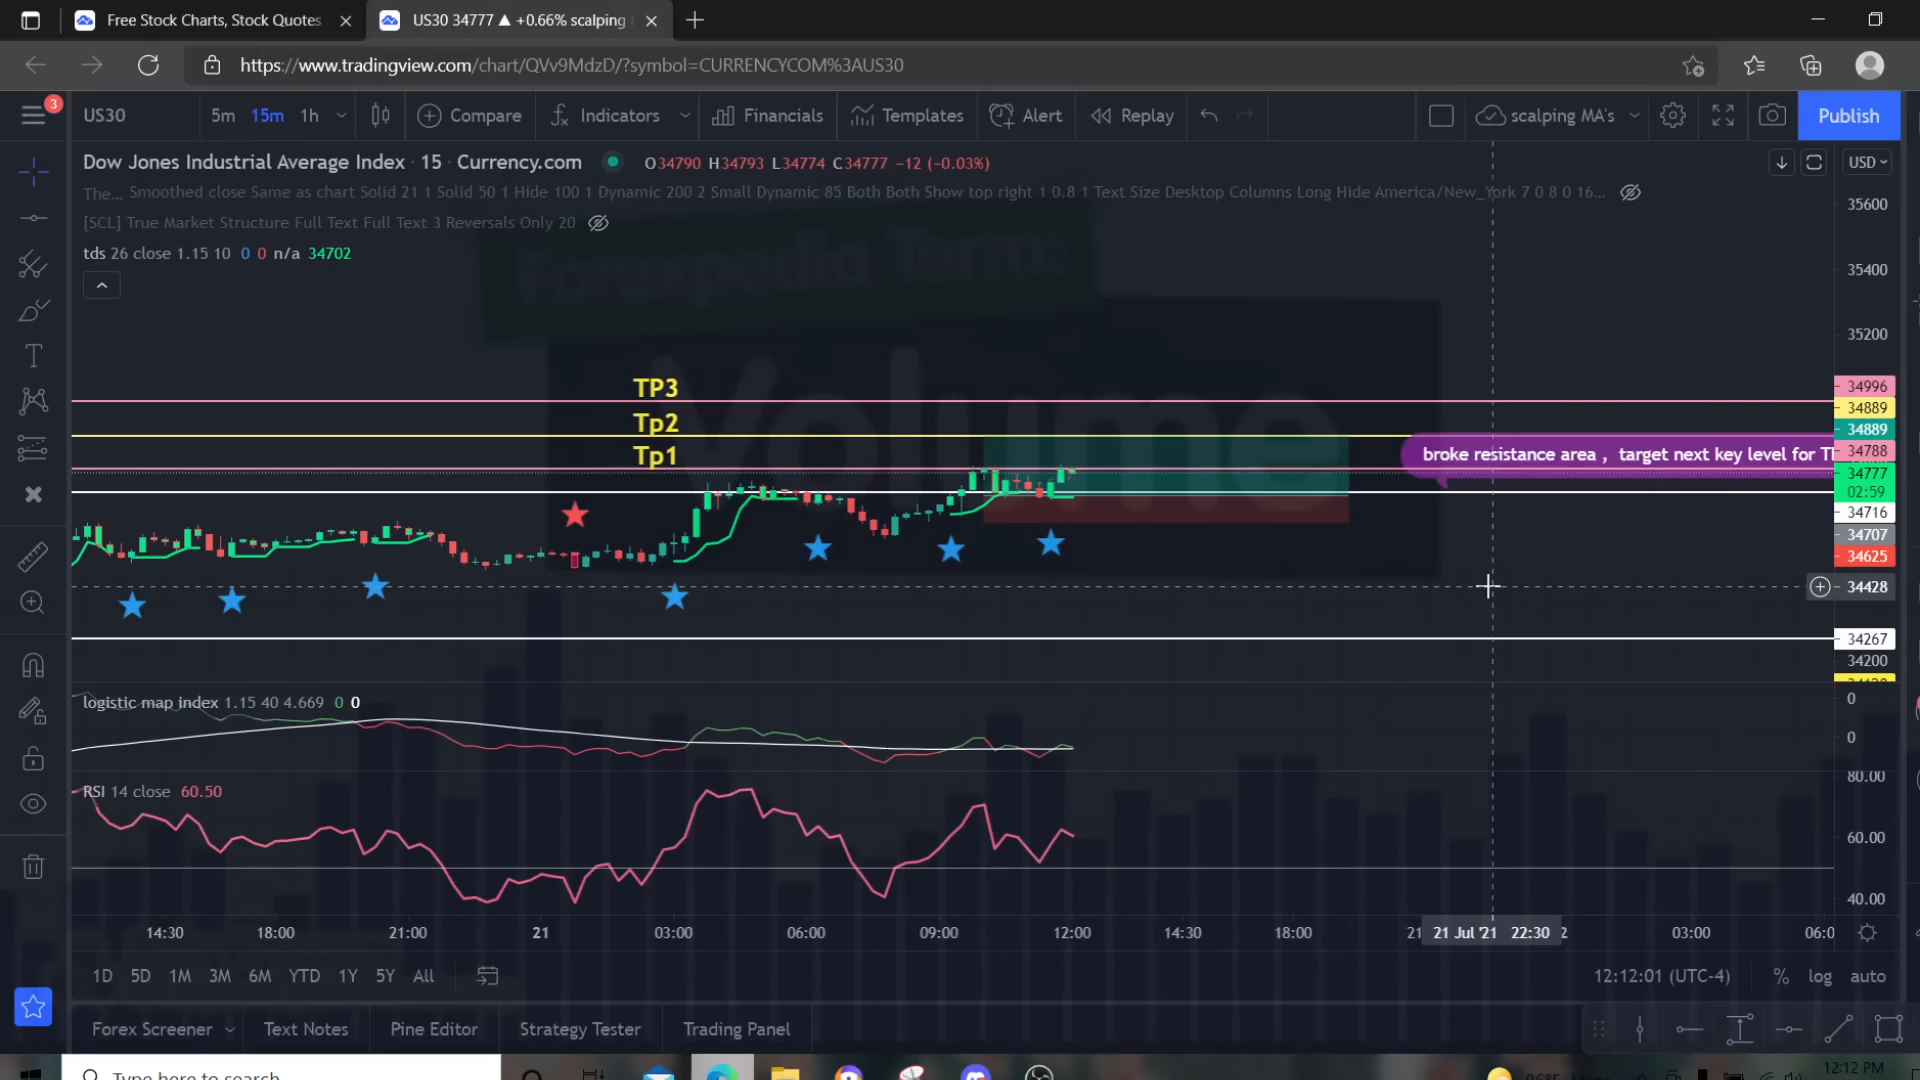 Free Stock Charts, Stock Quotes
US30 34777 ▲ +0.66% scalping
https://www.tradingview.com/chart/QVv9MdzD/?symbol=CURRENCYCOM%3AUS30
3
US30 5m 15m 1h Compare Indicators Financials Templates Alert Replay scalping MA's Publish
Dow Jones Industrial Average Index · 15 · Currency.com O34790 H34793 L34774 C34777 −12 (−0.03%) USD
The... Smoothed close Same as chart Solid 21 1 Solid 50 1 Hide 100 1 Dynamic 200 2 Small Dynamic 85 Both Both Show top right 1 0.8 1 Text Size Desktop Columns Long Hide America/New_York 7 0 8 0 16...
[SCL] True Market Structure Full Text Full Text 3 Reversals Only 20
tds 26 close 1.15 10 0 0 n/a 34702
Forexpedia Terms
Volume
35600
35400
35200
TP3
34996
Tp2
34889
34889
Tp1
broke resistance area , target next key level for
34788
34777
02:59
34716
34707
34625
34428
34267
34200
logistic map index 1.15 40 4.669 0 0
0
0
RSI 14 close 60.50
80.00
60.00
40.00
14:30 18:00 21:00 21 03:00 06:00 09:00 12:00 14:30 18:00 21 21 Jul '21 22:30 2 03:00 06:0
1D 5D 1M 3M 6M YTD 1Y 5Y All 12:12:01 (UTC-4) % log auto
Forex Screener Text Notes Pine Editor Strategy Tester Trading Panel
Type here to search
12:12 PM